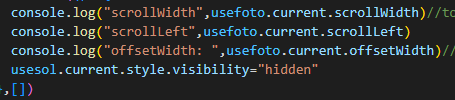 console.log("scrollWidth",usefoto.current.scrollWidth)//to
console.log("scrollLeft",usefoto.current.scrollLeft)
console.log("offsetWidth: ",usefoto.current.offsetWidth)//
usesol.current.style.visibility="hidden"
,[])